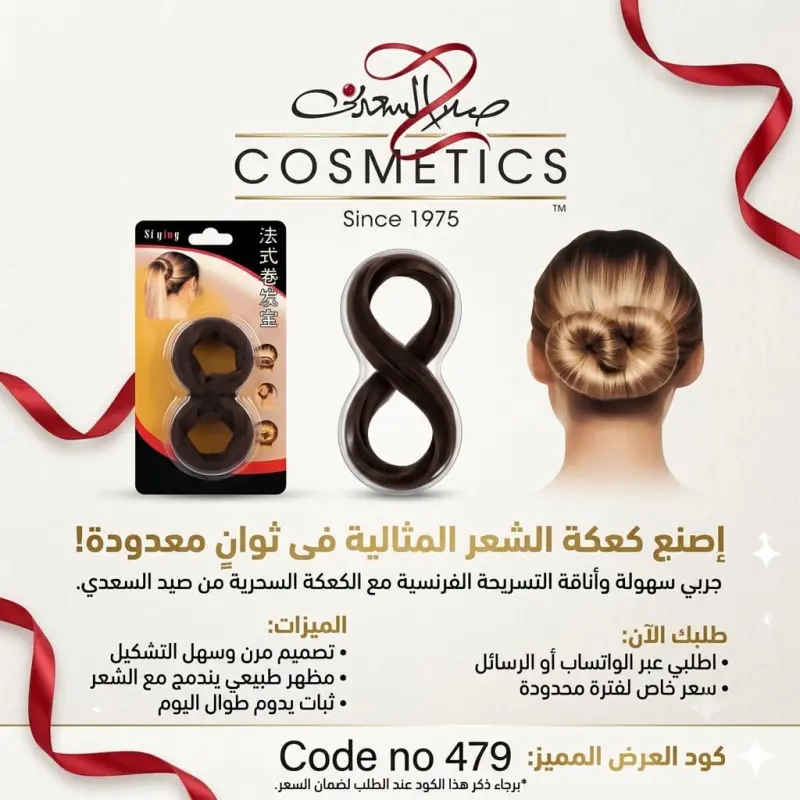 صيد السعدي
COSMETICS
TM
Since 1975
Siying
法式卷发宝
إصنع كعكة الشعر المثالية فى ثوانٍ معدودة!
جربي سهولة وأناقة التسريحة الفرنسية مع الكعكة السحرية من صيد السعدي.
طلبك الآن:
• اطلبي عبر الواتساب أو الرسائل
• سعر خاص لفترة محدودة
الميزات:
• تصميم مرن وسهل التشكيل
• مظهر طبيعي يندمج مع الشعر
• ثبات يدوم طوال اليوم
كود العرض المميز: Code no 479
*برجاء ذكر هذا الكود عند الطلب لضمان السعر.